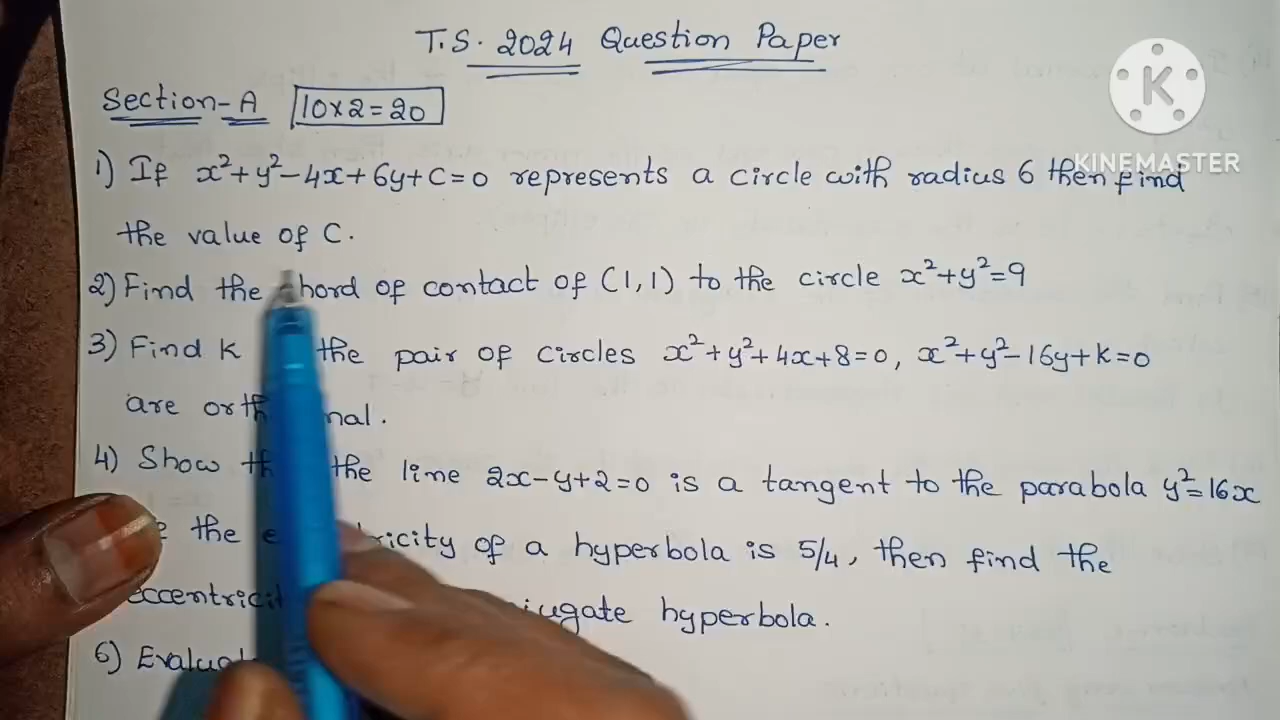 T.S. 2024 Question Paper
Section-A 10×2=20
1) If x²+y²-4x+6y+C=0 represents a circle with radius 6 then find
the value of C.
2) Find the chord of contact of (1,1) to the circle x²+y²=9
3) Find K the pair of circles x²+y²+4x+8=0, x²+y²-16y+k=0
are
4) Show the line 2x-y+2=0 is a tangent to the parabola y²=16x
the of a hyperbola is 5/4, then find the
hyperbola.
6)
K
KINEMASTER